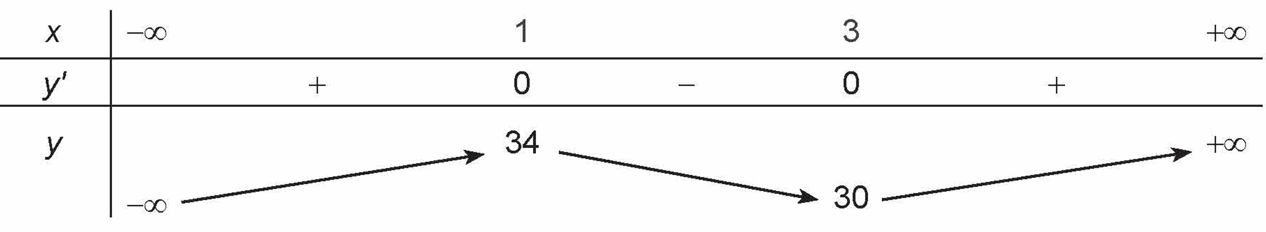 x −∞ 1 3 +∞
y' + 0 − 0 +
y 34 +∞
−∞ 30